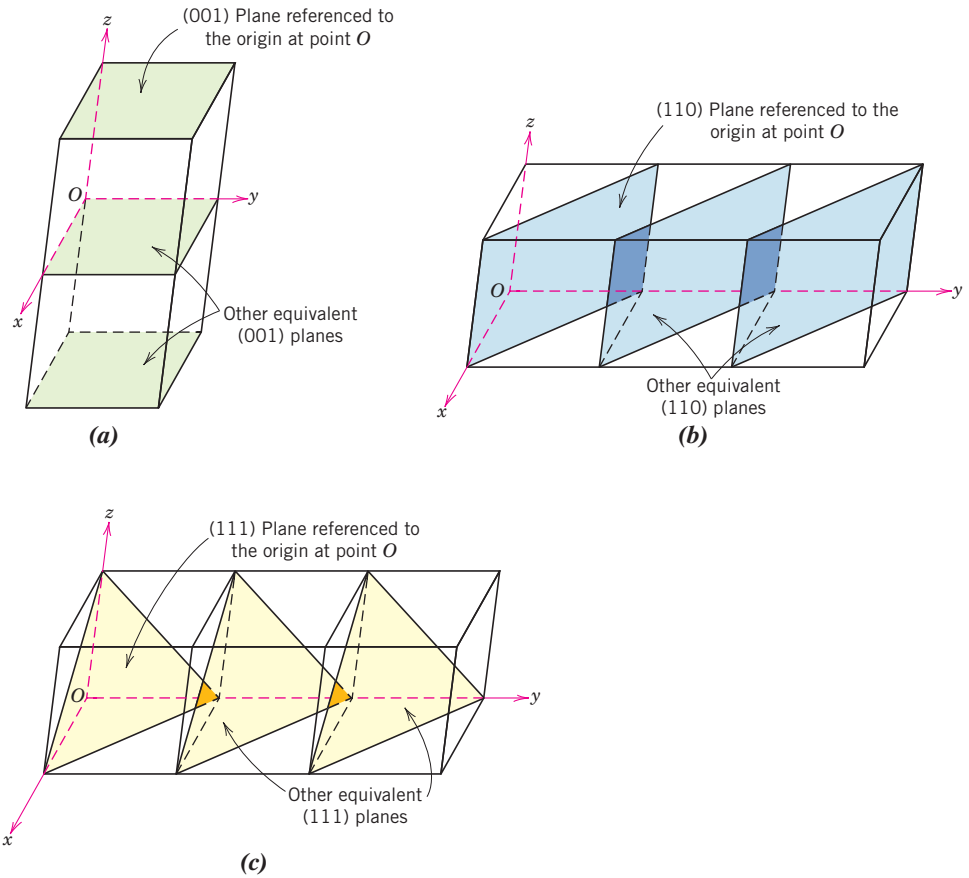 z
(001) Plane referenced to
the origin at point O
O
y
x
Other equivalent
(001) planes
(a)
(110) Plane referenced to the
origin at point O
z
O
y
x
Other equivalent
(110) planes
(b)
z
(111) Plane referenced to
the origin at point O
O
y
x
Other equivalent
(111) planes
(c)